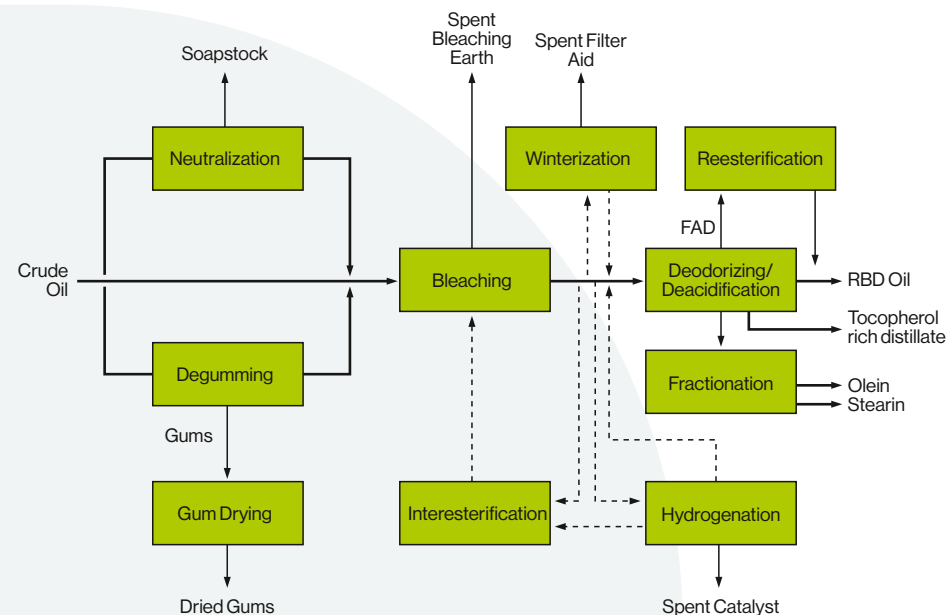 Spent
Bleaching
Earth
Spent Filter
Aid
Soapstock
Neutralization
Winterization
Reesterification
FAD
Crude
Oil
Bleaching
Deodorizing/
Deacidification
RBD Oil
Tocopherol
rich distillate
Degumming
Fractionation
Olein
Stearin
Gums
Gum Drying
Interesterification
Hydrogenation
Dried Gums
Spent Catalyst